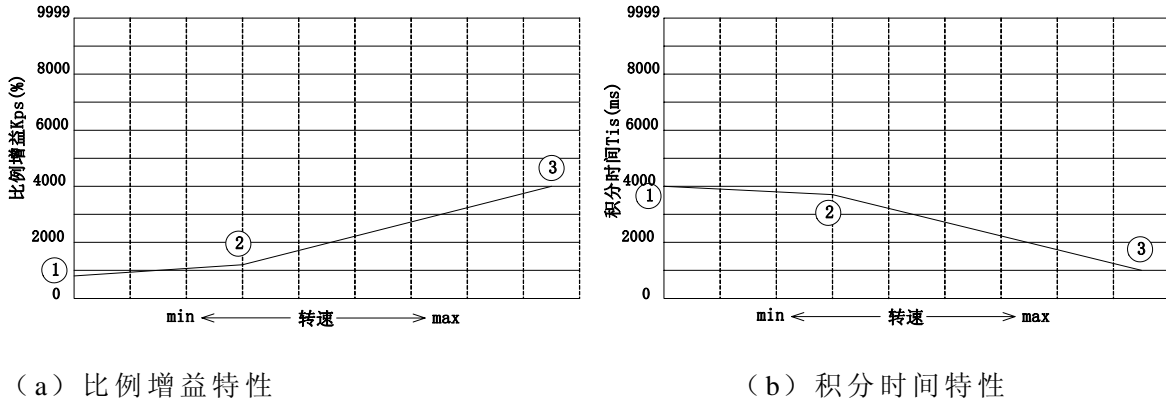 9999
8000
6000
4000
2000
0
比例增益Kps(%)
①
②
③
min
转速
max
（a）比例增益特性
9999
8000
6000
4000
2000
0
积分时间Tis(ms)
①
②
③
min
转速
max
（b）积分时间特性